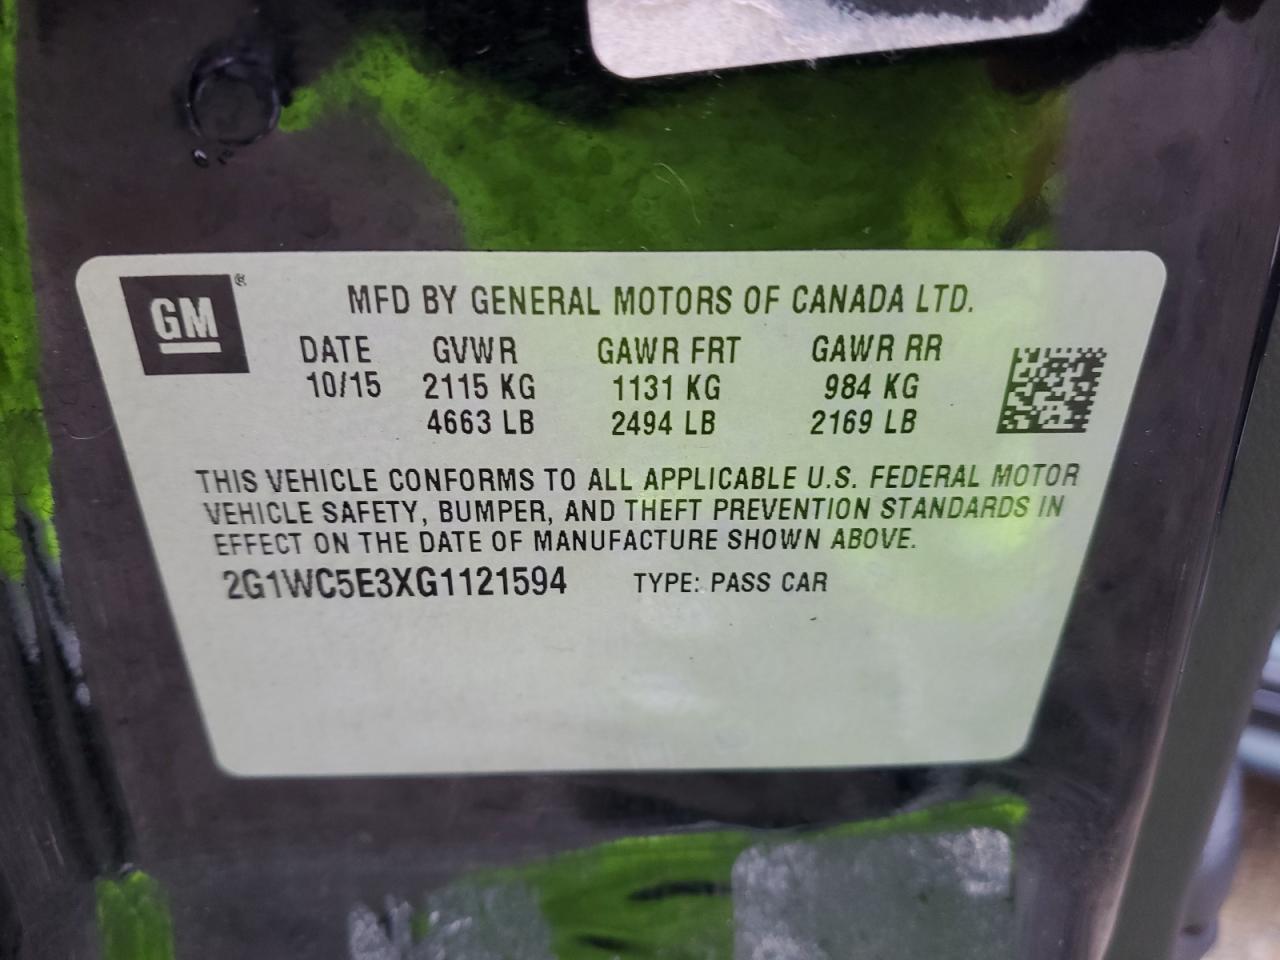 GM®
MFD BY GENERAL MOTORS OF CANADA LTD.
DATE GVWR GAWR FRT GAWR RR
10/15 2115 KG 1131 KG 984 KG
4663 LB 2494 LB 2169 LB
THIS VEHICLE CONFORMS TO ALL APPLICABLE U.S. FEDERAL MOTOR
VEHICLE SAFETY, BUMPER, AND THEFT PREVENTION STANDARDS IN
EFFECT ON THE DATE OF MANUFACTURE SHOWN ABOVE.
2G1WC5E3XG1121594 TYPE: PASS CAR